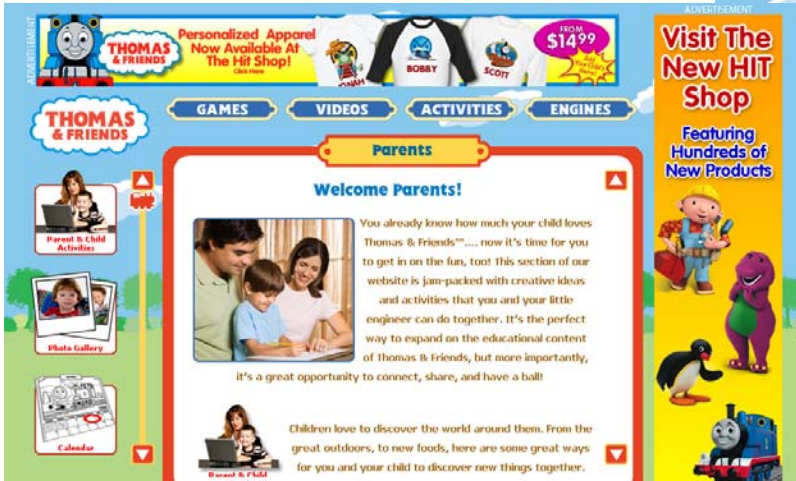 ADVERTISEMENT
ADVERTISEMENT
THOMAS
& FRIENDS
Personalized Apparel
Now Available At
The Hit Shop!
Click Here
JONAH
BOBBY
SCOTT
FROM
$14.99
Add
Your Child's
Name!
Visit The
New HIT
Shop
Featuring
Hundreds of
New Products
THOMAS
& FRIENDS
GAMES
VIDEOS
ACTIVITIES
ENGINES
Parents
Welcome Parents!
You already know how much your child loves
Thomas & Friends™.... now it's time for you
to get in on the fun, too! This section of our
website is jam-packed with creative ideas
and activities that you and your little
engineer can do together. It's the perfect
way to expand on the educational content
of Thomas & Friends, but more importantly,
it's a great opportunity to connect, share, and have a ball!
Children love to discover the world around them. From the
great outdoors, to new foods, here are some great ways
for you and your child to discover new things together.
Parent & Child
Parent & Child
Activities
Photo Gallery
Calendar